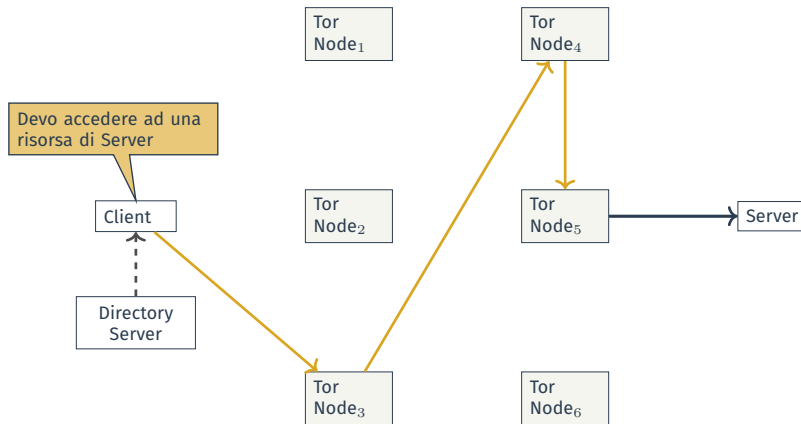 Tor
Node₁
Tor
Node₄
Devo accedere ad una
risorsa di Server
Client
Tor
Node₂
Tor
Node₅
Server
Directory
Server
Tor
Node₃
Tor
Node₆